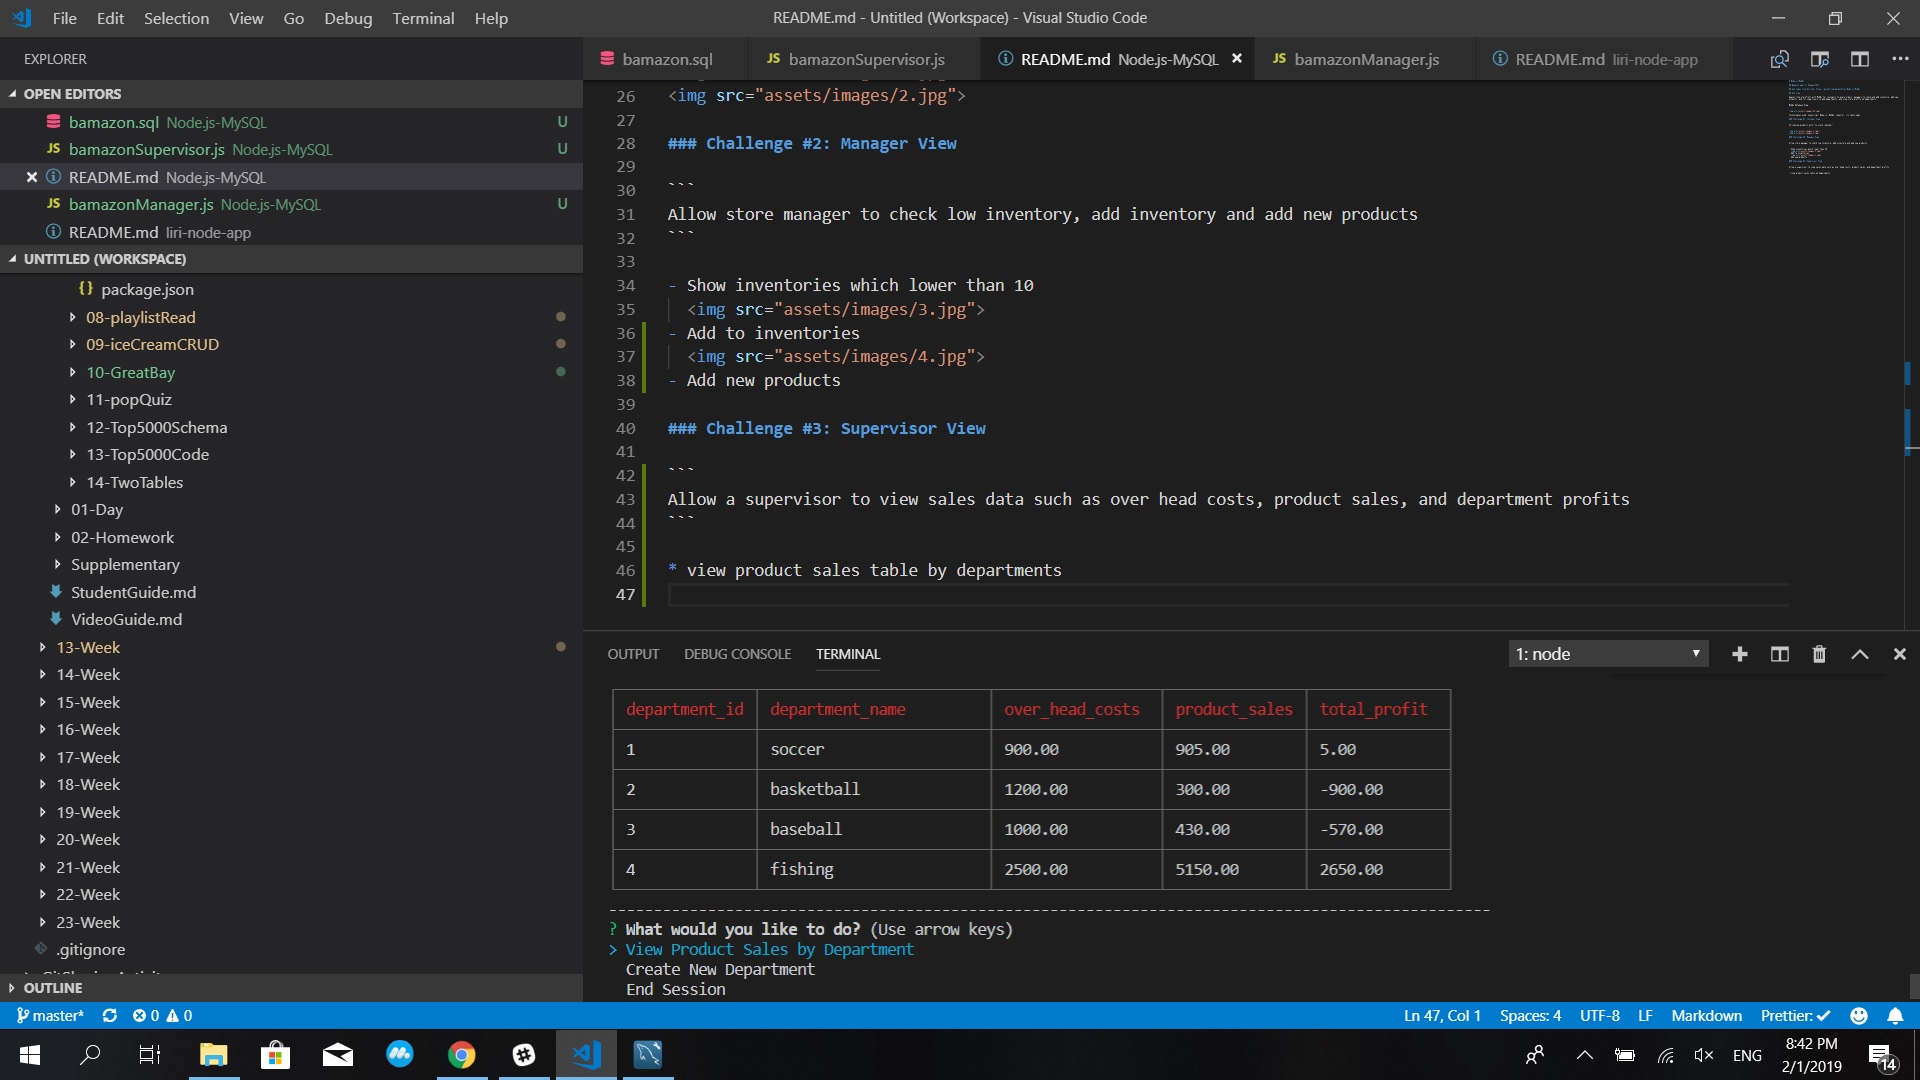 File Edit Selection View Go Debug Terminal Help
README.md - Untitled (Workspace) - Visual Studio Code
EXPLORER
OPEN EDITORS
bamazon.sql Node.js-MySQL U
JS bamazonSupervisor.js Node.js-MySQL U
README.md Node.js-MySQL
JS bamazonManager.js Node.js-MySQL U
README.md liri-node-app
UNTITLED (WORKSPACE)
{} package.json
08-playlistRead
09-iceCreamCRUD
10-GreatBay
11-popQuiz
12-Top5000Schema
13-Top5000Code
14-TwoTables
01-Day
02-Homework
Supplementary
StudentGuide.md
VideoGuide.md
13-Week
14-Week
15-Week
16-Week
17-Week
18-Week
19-Week
20-Week
21-Week
22-Week
23-Week
.gitignore
OUTLINE
bamazon.sql JS bamazonSupervisor.js README.md Node.js-MySQL JS bamazonManager.js README.md liri-node-app
26 <img src="assets/images/2.jpg">
27
28 ### Challenge #2: Manager View
29
30 ```
31 Allow store manager to check low inventory, add inventory and add new products
32 ```
33
34 - Show inventories which lower than 10
35 <img src="assets/images/3.jpg">
36 - Add to inventories
37 <img src="assets/images/4.jpg">
38 - Add new products
39
40 ### Challenge #3: Supervisor View
41
42 ```
43 Allow a supervisor to view sales data such as over head costs, product sales, and department profits
44 ```
45
46 * view product sales table by departments
47
OUTPUT DEBUG CONSOLE TERMINAL 1: node
department_id department_name over_head_costs product_sales total_profit
1 soccer 900.00 905.00 5.00
2 basketball 1200.00 300.00 -900.00
3 baseball 1000.00 430.00 -570.00
4 fishing 2500.00 5150.00 2650.00
? What would you like to do? (Use arrow keys)
> View Product Sales by Department
Create New Department
End Session
master* 0 0 Ln 47, Col 1 Spaces: 4 UTF-8 LF Markdown Prettier: ✓
ENG 8:42 PM
2/1/2019 14